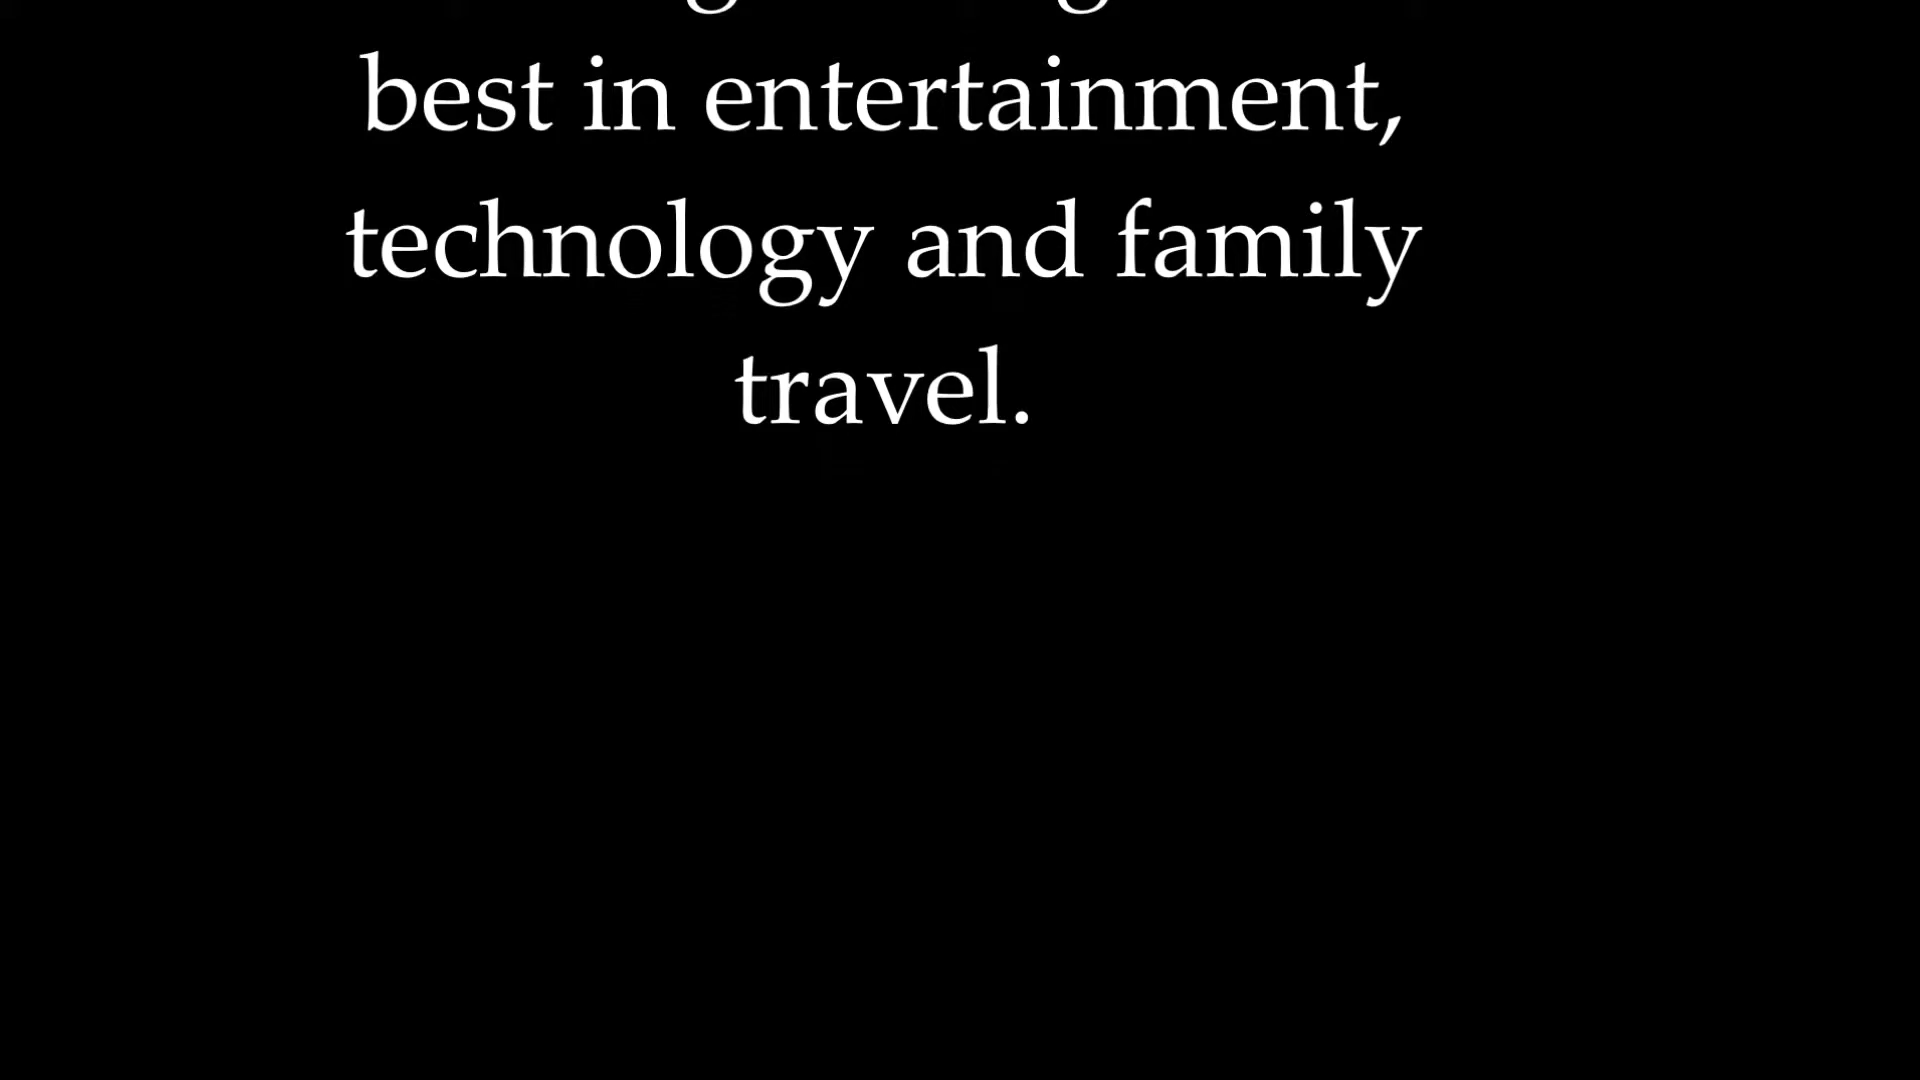 best in entertainment,
technology and family
travel.